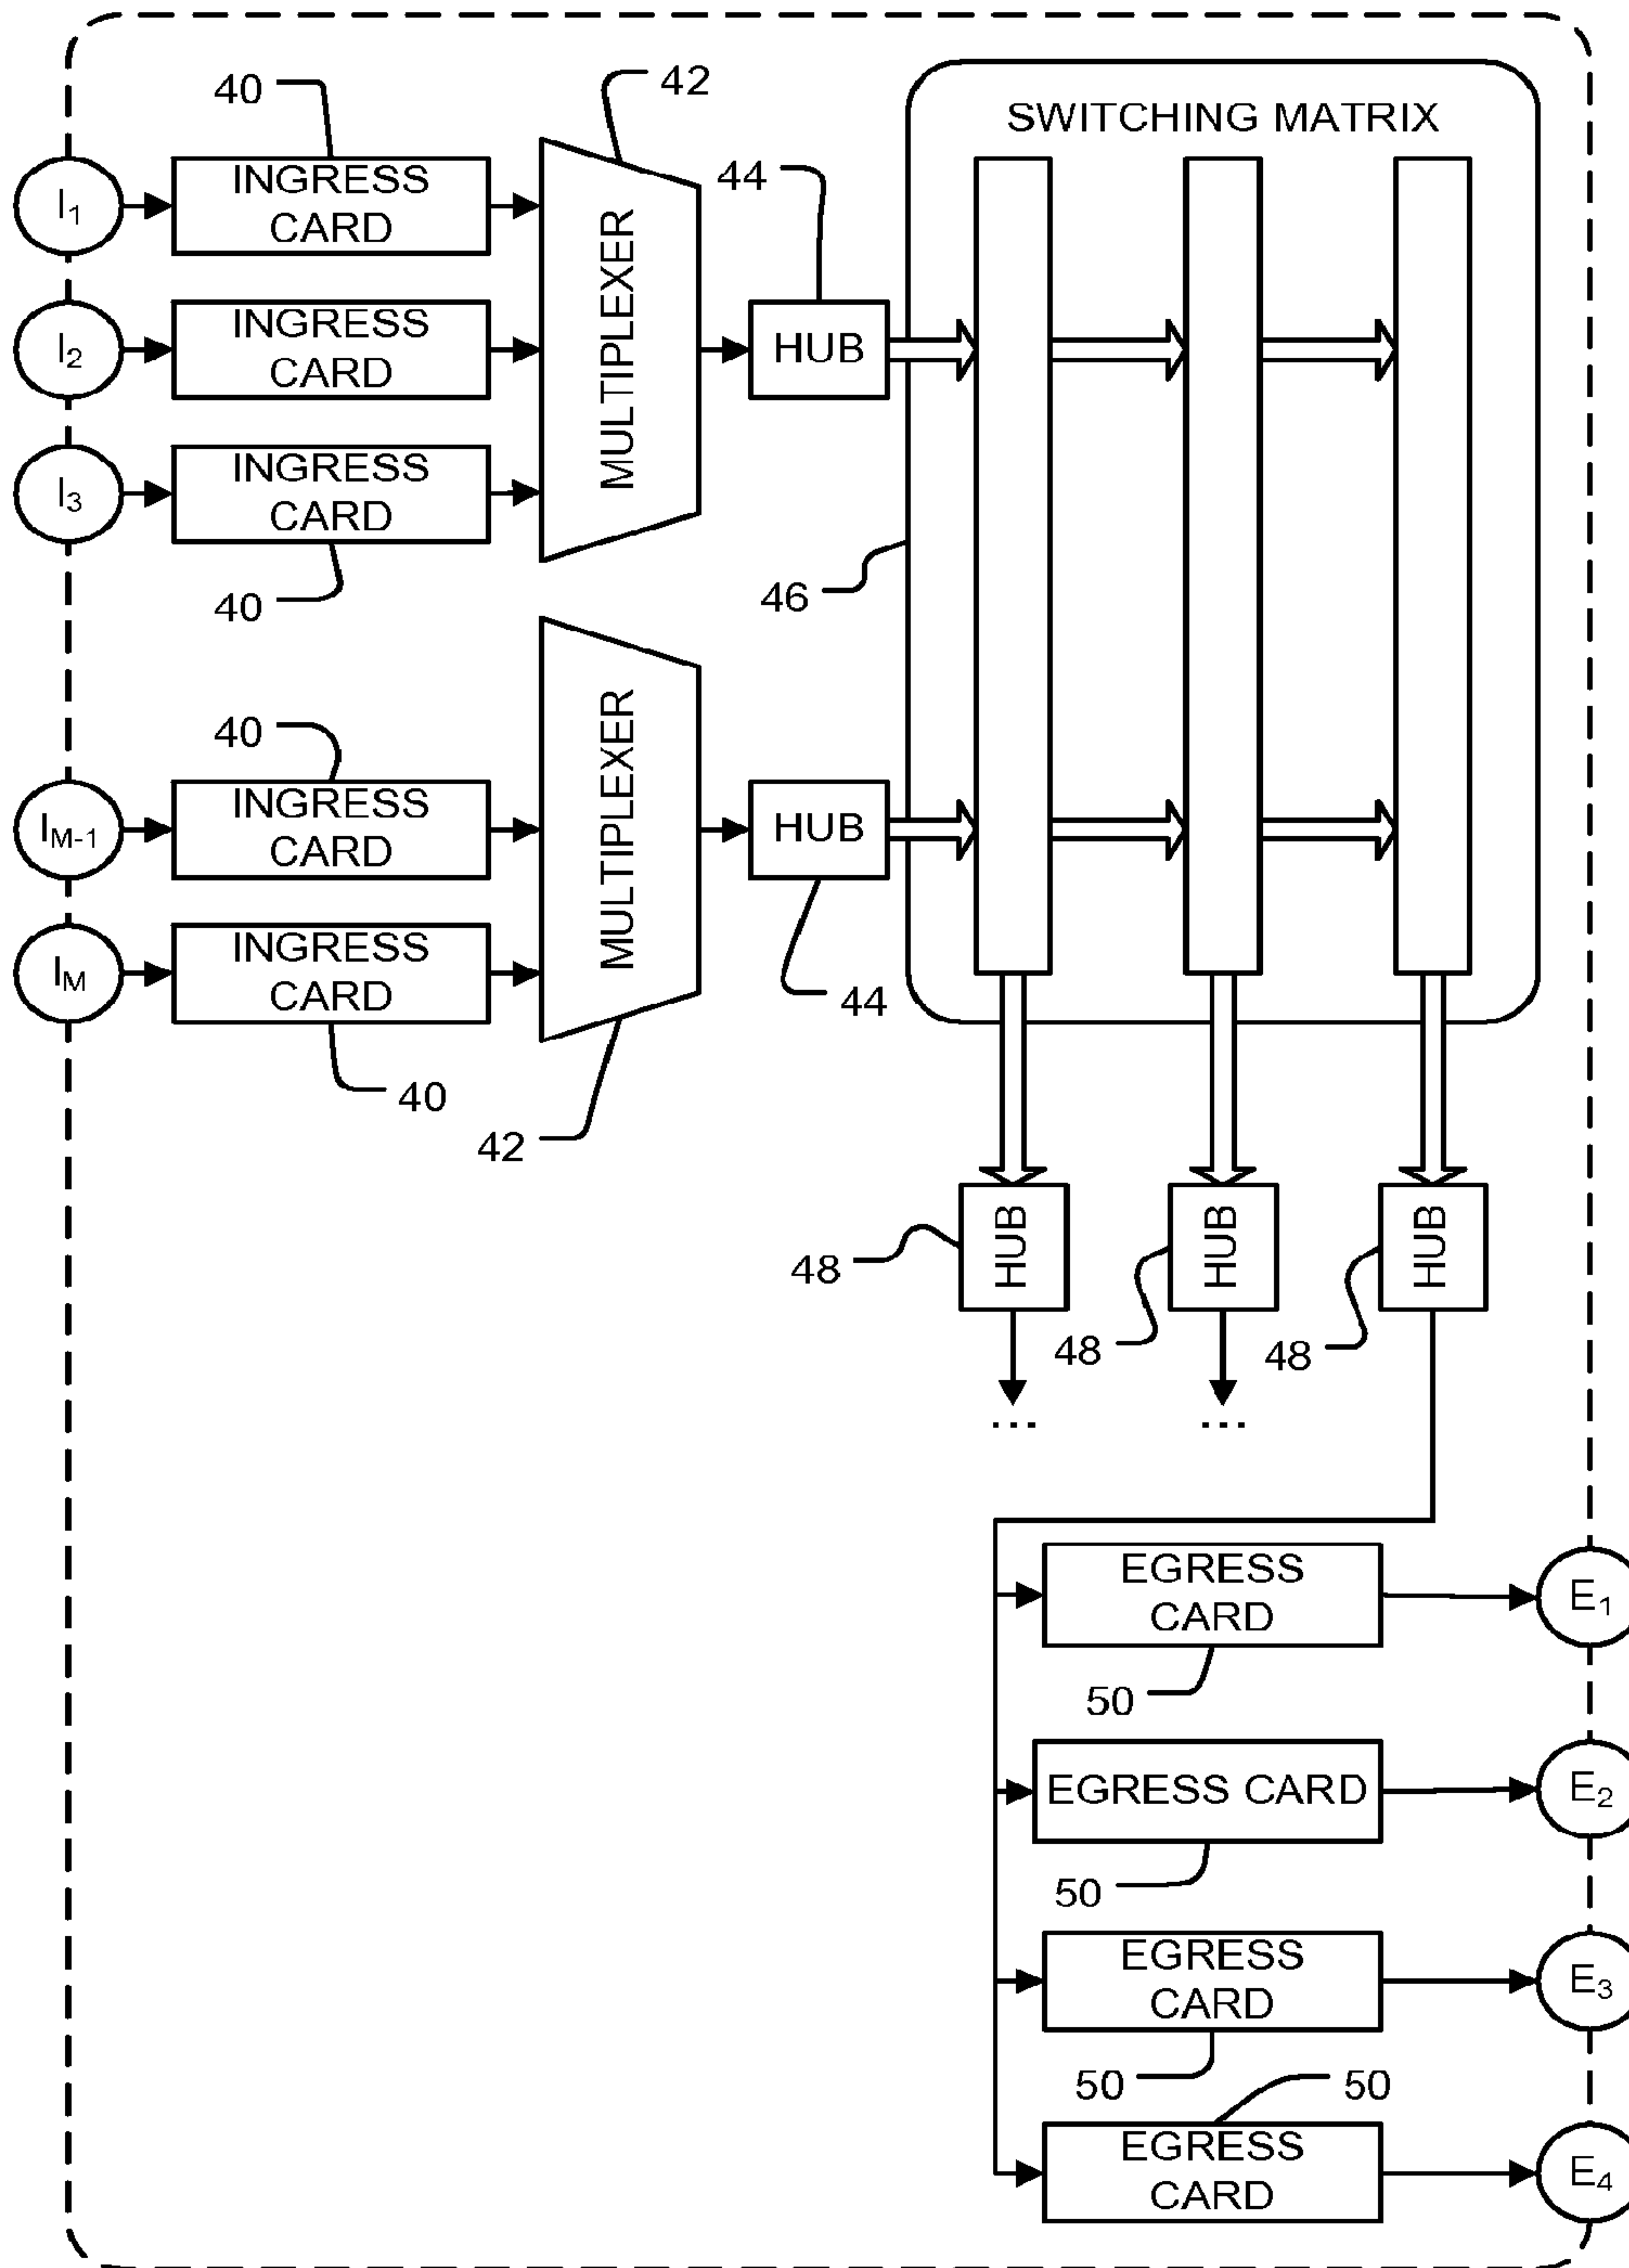 40
42
SWITCHING MATRIX
I1
INGRESS
CARD
MULTIPLEXER
44
I2
INGRESS
CARD
HUB
I3
INGRESS
CARD
40
46
40
IM-1
INGRESS
CARD
MULTIPLEXER
HUB
IM
INGRESS
CARD
44
40
42
HUB
HUB
HUB
48
48
48
...
...
EGRESS
CARD
E1
50
EGRESS CARD
E2
50
EGRESS
CARD
E3
50
50
EGRESS
CARD
E4